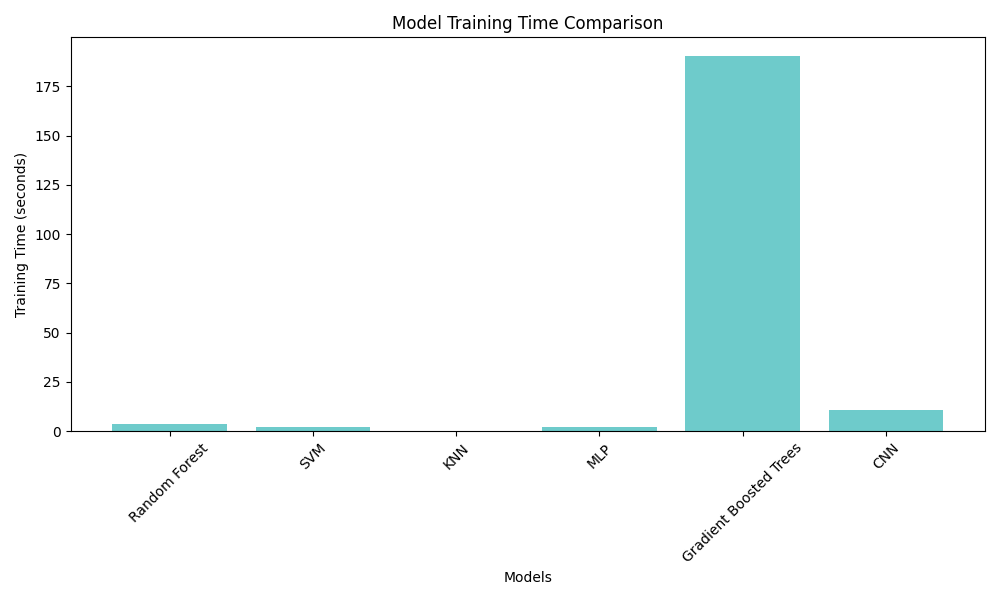 Model Training Time Comparison
Training Time (seconds)
175
150
125
100
75
50
25
0
Random Forest
SVM
KNN
MLP
Gradient Boosted Trees
CNN
Models